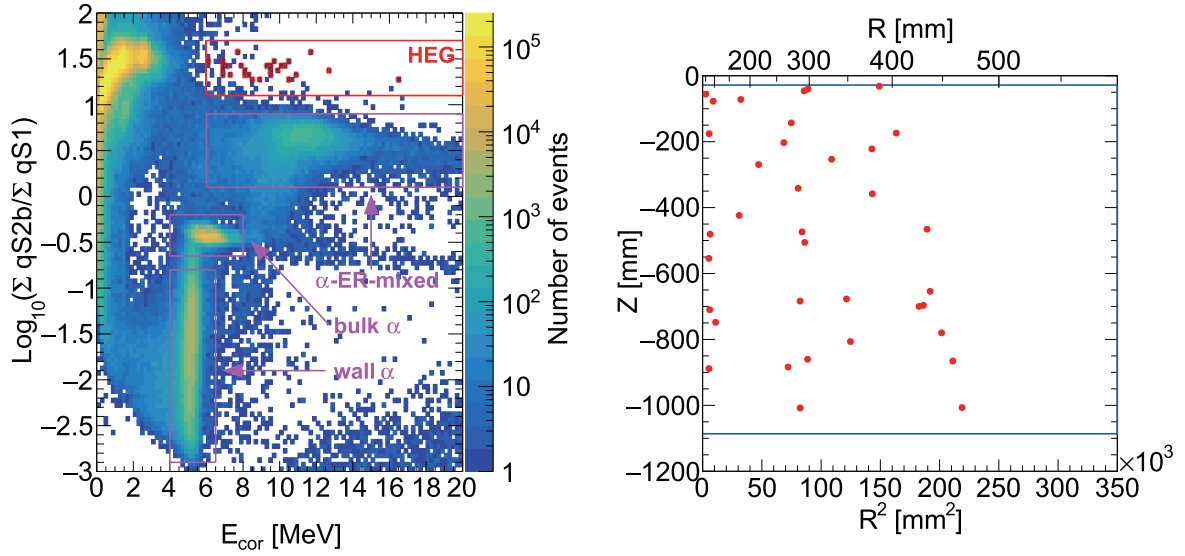 Log10(Σ qS2b/Σ qS1)
2
1.5
1
0.5
0
−0.5
−1
−1.5
−2
−2.5
−3
0 2 4 6 8 10 12 14 16 18 20
Ecor [MeV]
HEG
α-ER-mixed
bulk α
wall α
10^5
10^4
10^3
10^2
10
1
Number of events
R [mm]
200 300 400 500
Z [mm]
0
−200
−400
−600
−800
−1000
−1200
0 50 100 150 200 250 300 350
×10^3
R^2 [mm^2]